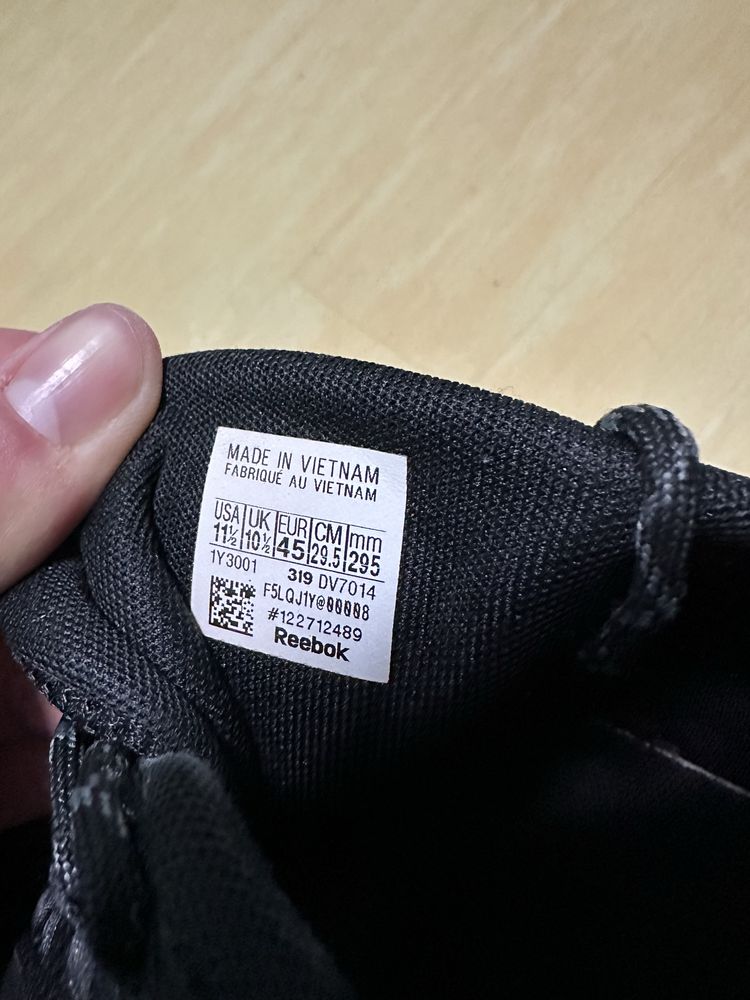 MADE IN VIETNAM
FABRIQUÉ AU VIETNAM
USA UK EUR CM mm
11½ 10½ 45 29.5 295
1Y3001 319 DV7014
F5LQJ1Y@00008
#122712489
Reebok